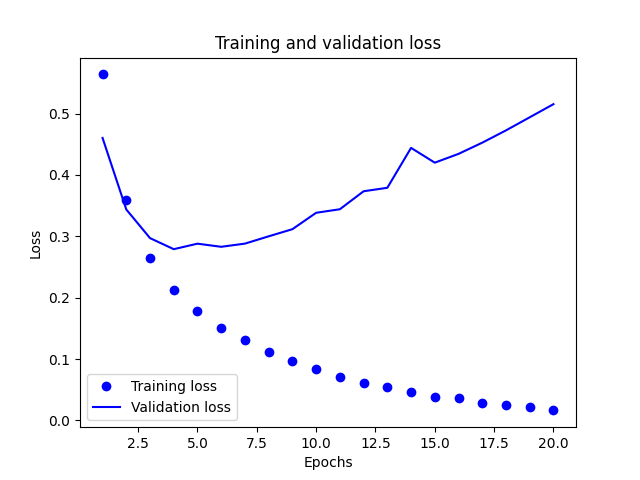 Training and validation loss
0.5
0.4
0.3
0.2
0.1
0.0
Loss
Training loss
Validation loss
2.5 5.0 7.5 10.0 12.5 15.0 17.5 20.0
Epochs